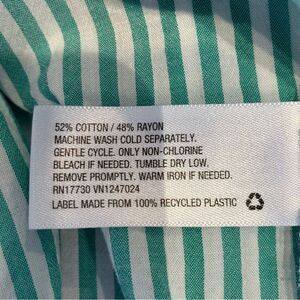 52% COTTON / 48% RAYON
MACHINE WASH COLD SEPARATELY.
GENTLE CYCLE. ONLY NON-CHLORINE
BLEACH IF NEEDED. TUMBLE DRY LOW.
REMOVE PROMPTLY. WARM IRON IF NEEDED.
RN17730 VN1247024
LABEL MADE FROM 100% RECYCLED PLASTIC